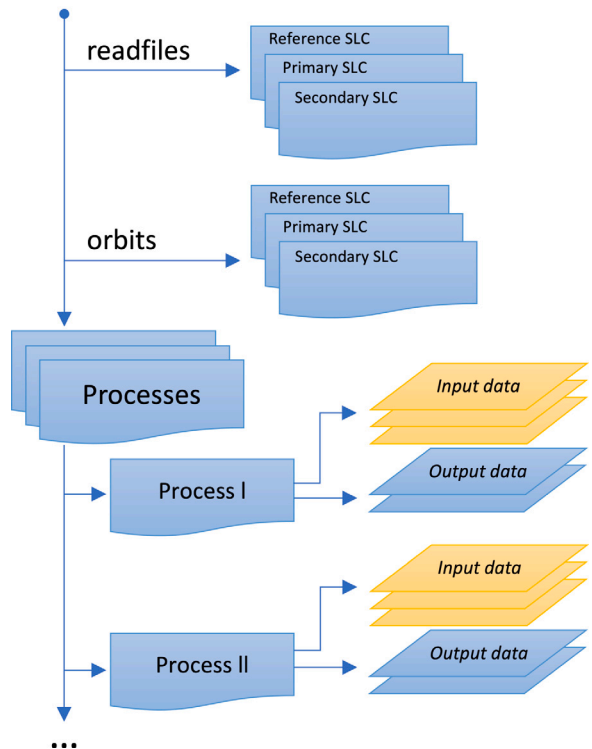 readfiles
Reference SLC
Primary SLC
Secondary SLC
orbits
Reference SLC
Primary SLC
Secondary SLC
Processes
Input data
Output data
Process l
Input data
Output data
Process ll
...